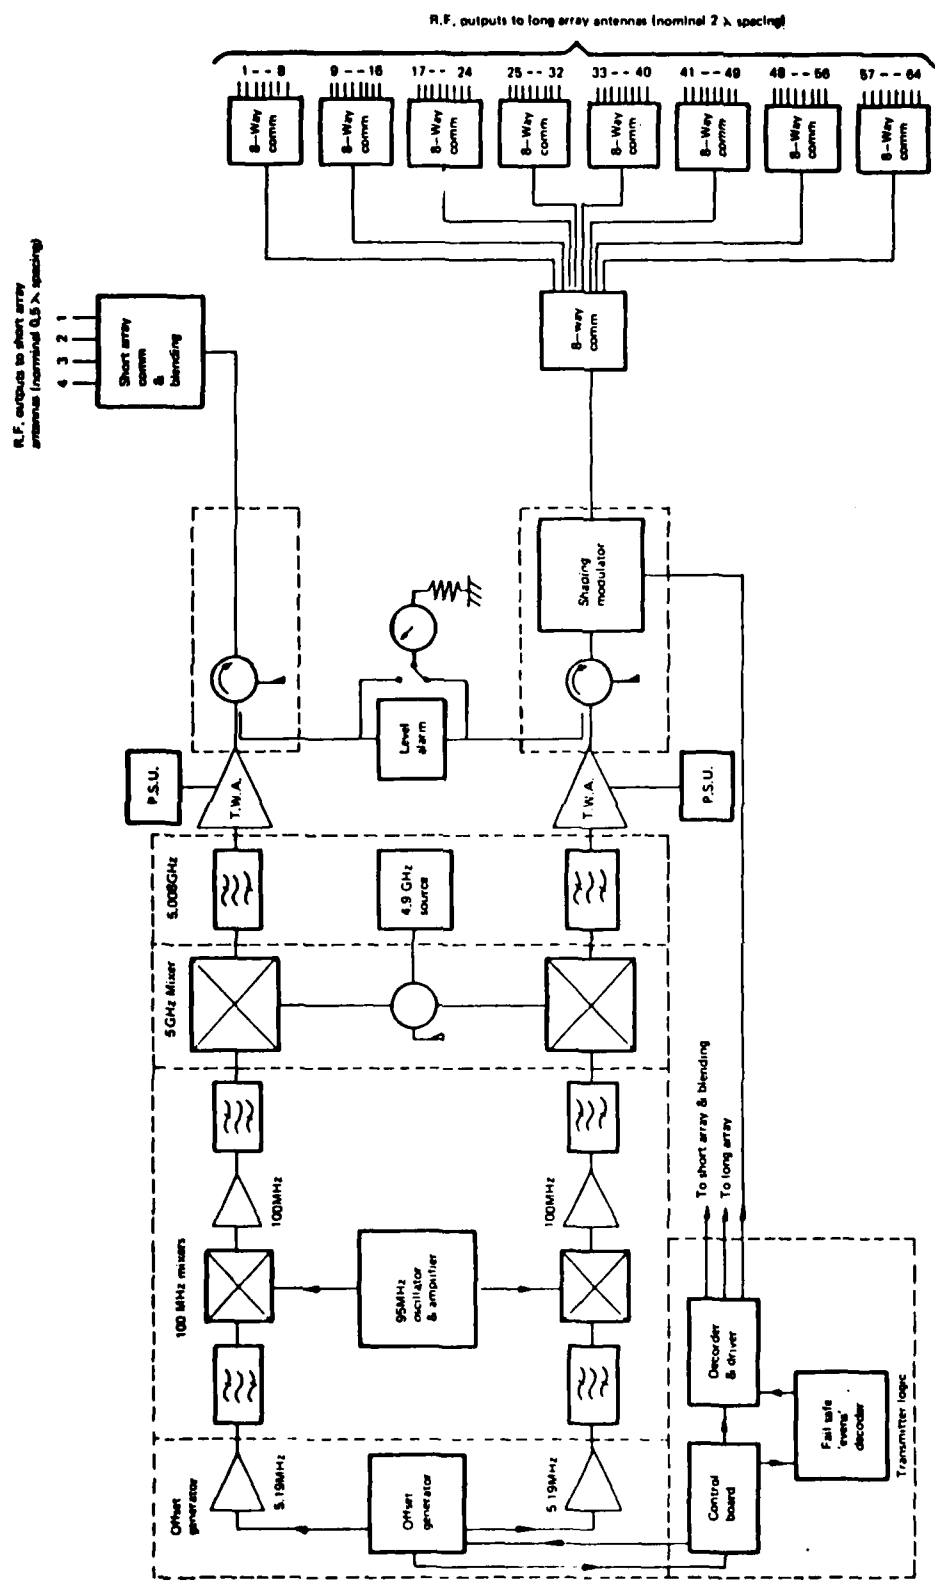 R.F. outputs to long array antennas (nominal 2 λ spacing)
1 - - 8
9 - - 16
17 - - 24
25 - - 32
33 - - 40
41 - - 49
48 - - 56
57 - - 64
8-Way
comm
8-Way
comm
8-Way
comm
8-Way
comm
8-Way
comm
8-Way
comm
8-Way
comm
8-Way
comm
8-way
comm
R.F. outputs to short array
antennas (nominal 0.5 λ spacing)
4 3 2 1
Short array
comm
&
blending
Shaping
modulator
Level
alarm
P.S.U.
T.W.A.
T.W.A.
P.S.U.
5.008GHz
4.9 GHz
source
5GHz Mixer
100 MHz mixers
100MHz
100MHz
95MHz
oscillator
& ampifier
Offset
generator
5.19MHz
Offset
generator
5 19MHz
To short array & blending
To long array
Decorder
& driver
Control
board
Fail safe
'evens'
decoder
Transmitter logic